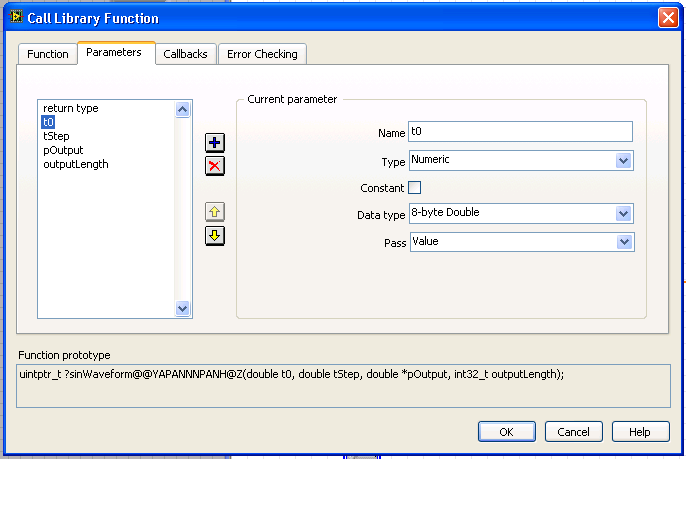 Call Library Function
Function
Parameters
Callbacks
Error Checking
return type
t0
tStep
pOutput
outputLength
Current parameter
Name
t0
Type
Numeric
Constant
Data type
8-byte Double
Pass
Value
Function prototype
uintptr_t ?sinWaveform@@YAPANNNPANH@Z(double t0, double tStep, double *pOutput, int32_t outputLength);
OK
Cancel
Help